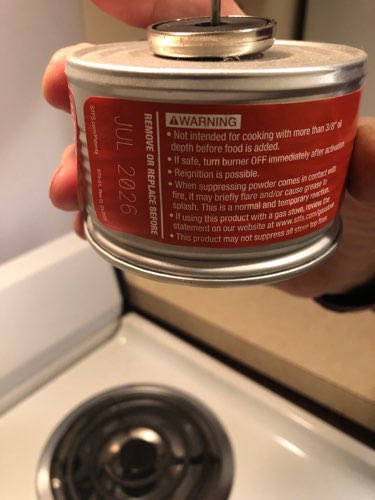 ⚠WARNING
• Not intended for cooking with more than 3/8" oil
depth before food is added.
• If safe, turn burner OFF immediately after activation.
• Reignition is possible.
• When suppressing powder comes in contact with
fire, it may briefly flare and/or cause grease to
splash. This is a normal and temporary reaction.
• If using this product with a gas stove, review the
statement on our website at www.stfs.com/gasstove
• This product may not suppress all stove top fires.
REMOVE OR REPLACE BEFORE
JUL 2026